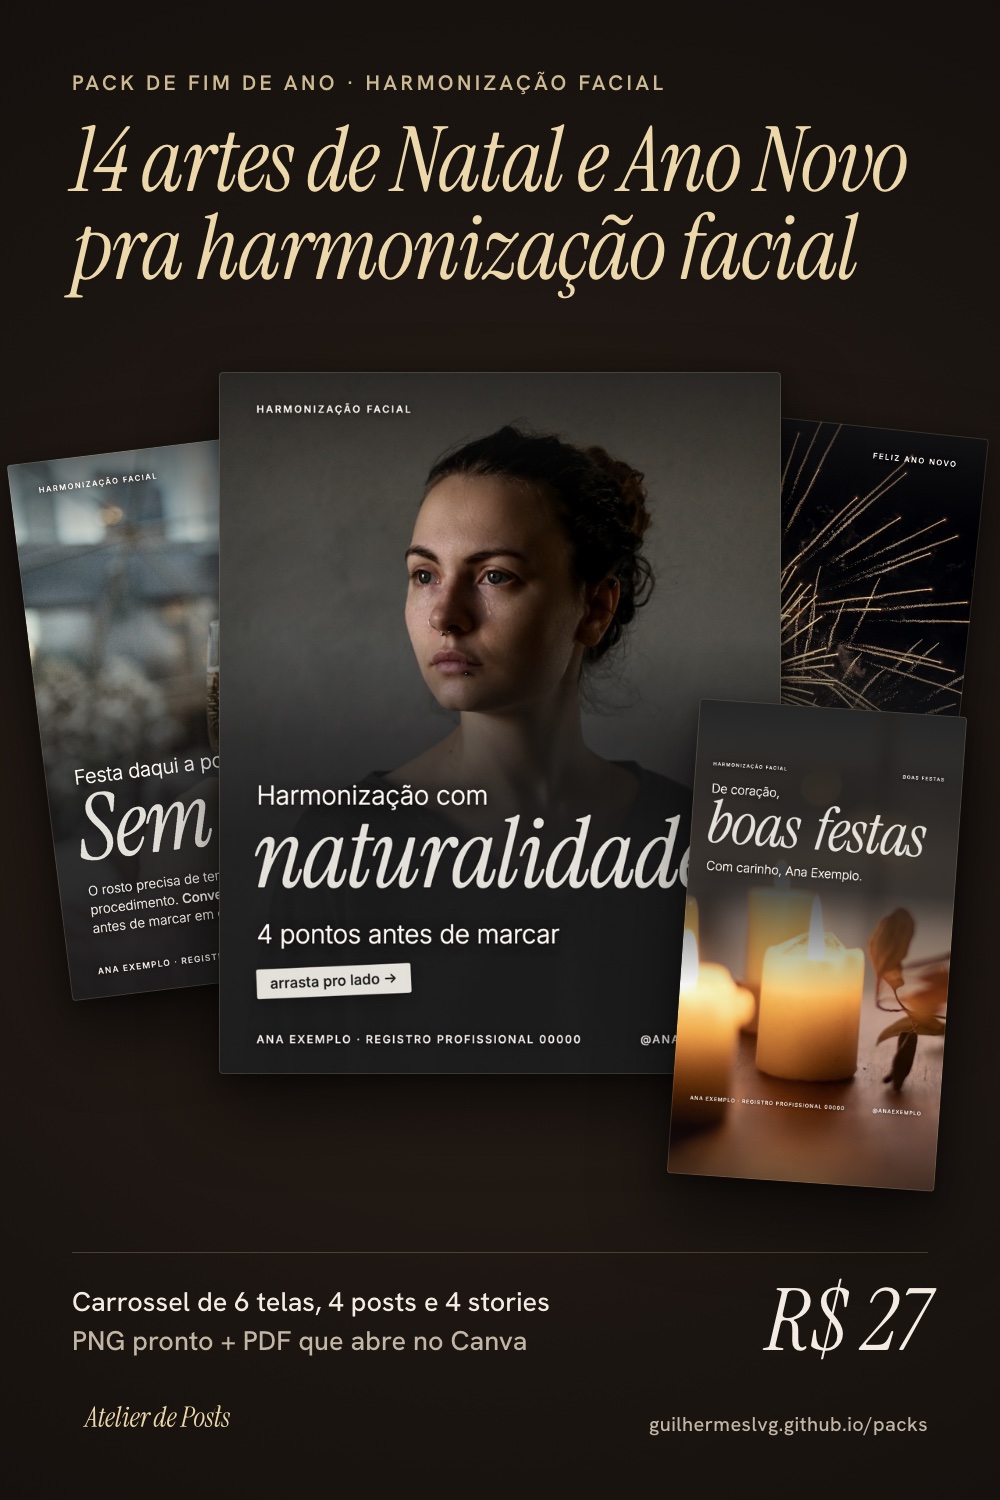 PACK DE FIM DE ANO · HARMONIZAÇÃO FACIAL
14 artes de Natal e Ano Novo
pra harmonização facial
HARMONIZAÇÃO FACIAL
Festa daqui a
Sem
O rosto precisa de
procedimento.
antes de marcar em
ANA EXEMPLO ·
HARMONIZAÇÃO FACIAL
Harmonização com
naturalidade
4 pontos antes de marcar
arrasta pro lado →
ANA EXEMPLO · REGISTRO PROFISSIONAL 00000
FELIZ ANO NOVO
HARMONIZAÇÃO FACIAL
BOAS FESTAS
De coração,
boas festas
Com carinho, Ana Exemplo.
ANA EXEMPLO · REGISTRO PROFISSIONAL 00000
@ANAEXEMPLO
Carrossel de 6 telas, 4 posts e 4 stories
PNG pronto + PDF que abre no Canva
R$ 27
Atelier de Posts
guilhermeslvg.github.io/packs